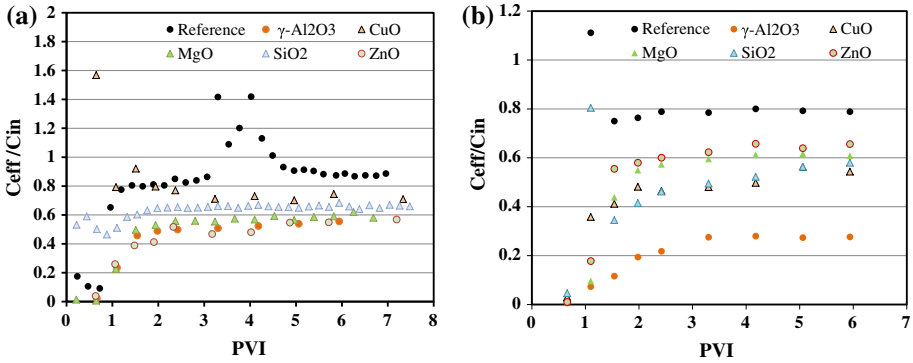 (a)
Reference γ-Al2O3 CuO
MgO SiO2 ZnO
Ceff/Cin
2
1.8
1.6
1.4
1.2
1
0.8
0.6
0.4
0.2
0
0 1 2 3 4 5 6 7 8
PVI
(b)
Reference γ-Al2O3 CuO
MgO SiO2 ZnO
Ceff/Cin
1.2
1
0.8
0.6
0.4
0.2
0
0 1 2 3 4 5 6 7
PVI